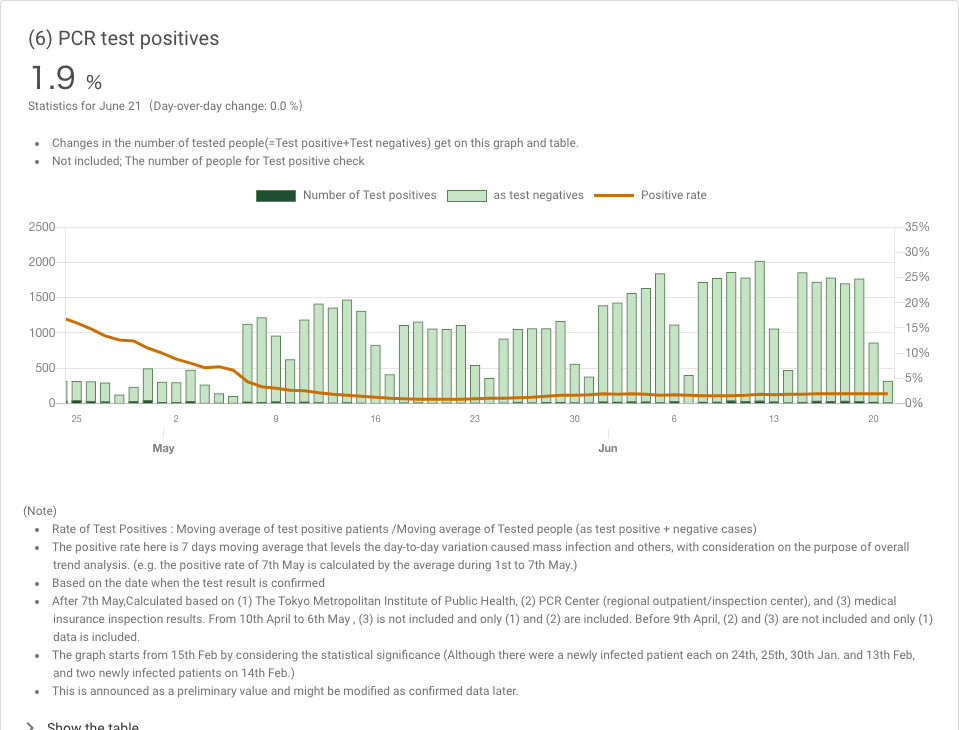 (6) PCR test positives
1.9 %
Statistics for June 21 (Day-over-day change: 0.0 %)
Changes in the number of tested people(=Test positive+Test negatives) get on this graph and table.
Not included; The number of people for Test positive check
Number of Test positives as test negatives Positive rate
2500 35%
30%
2000
25%
1500 20%
15%
1000
10%
500
5%
0 0%
25 2 9 16 23 30 6 13 20
May Jun
(Note)
Rate of Test Positives : Moving average of test positive patients /Moving average of Tested people (as test positive + negative cases)
The positive rate here is 7 days moving average that levels the day-to-day variation caused mass infection and others, with consideration on the purpose of overall
trend analysis. (e.g. the positive rate of 7th May is calculated by the average during 1st to 7th May.)
Based on the date when the test result is confirmed
After 7th May,Calculated based on (1) The Tokyo Metropolitan Institute of Public Health, (2) PCR Center (regional outpatient/inspection center), and (3) medical
insurance inspection results. From 10th April to 6th May , (3) is not included and only (1) and (2) are included. Before 9th April, (2) and (3) are not included and only (1)
data is included.
The graph starts from 15th Feb by considering the statistical significance (Although there were a newly infected patient each on 24th, 25th, 30th Jan. and 13th Feb,
and two newly infected patients on 14th Feb.)
This is announced as a preliminary value and might be modified as confirmed data later.
Show the table